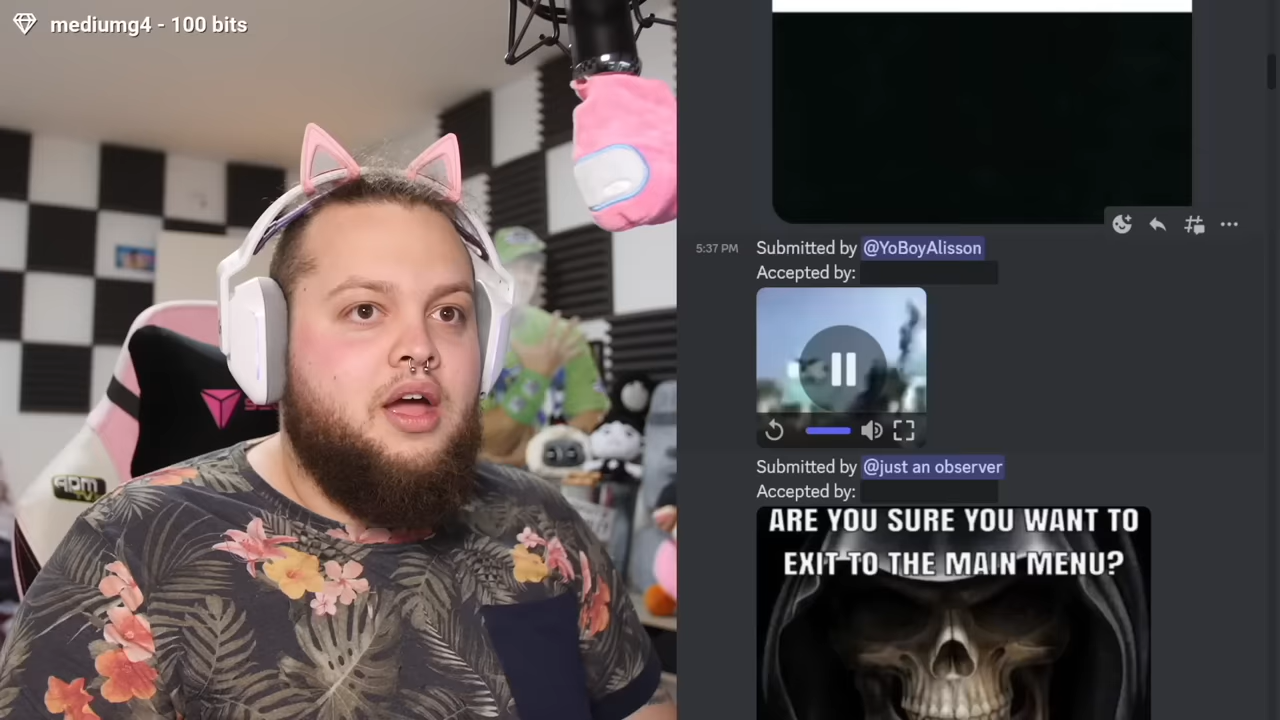 mediumg4 - 100 bits
5:37 PM
Submitted by @YoBoyAlisson
Accepted by:
Submitted by @just an observer
Accepted by:
ARE YOU SURE YOU WANT TO
EXIT TO THE MAIN MENU?